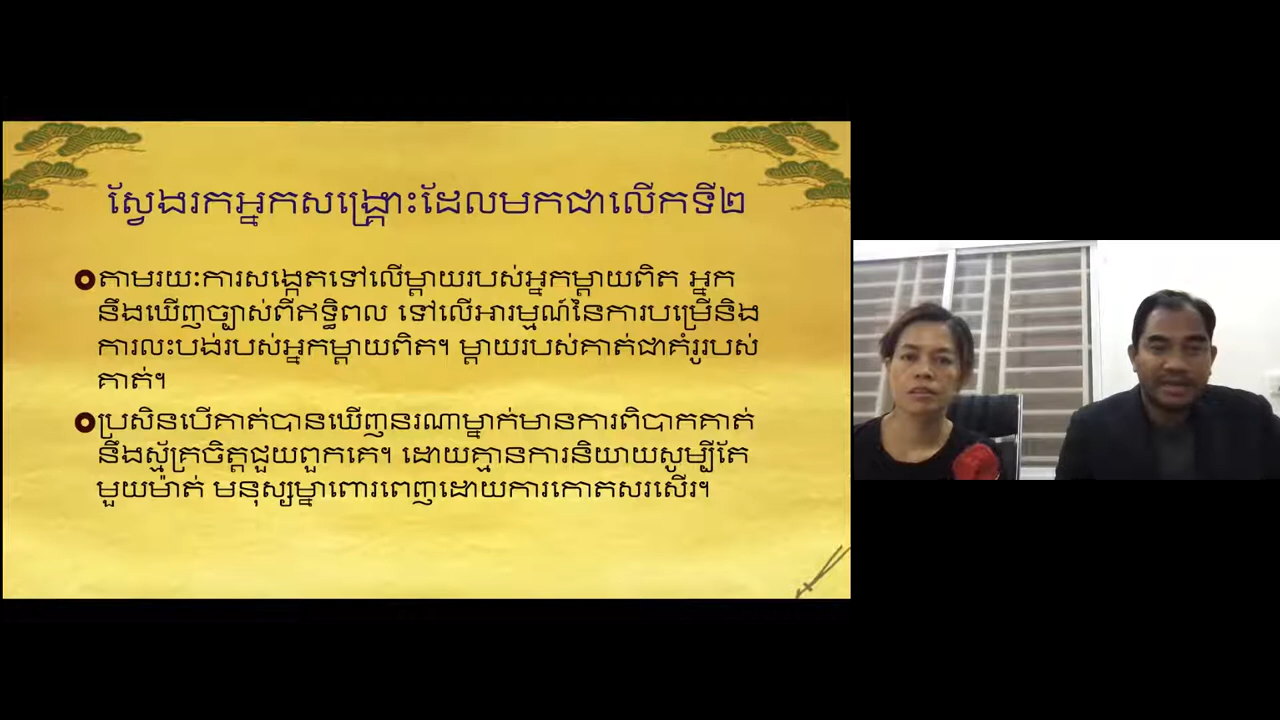 ស្វែងរកអ្នកសង្គ្រោះដែលមកជាលើកទី២
តាមរយៈការសង្កេតទៅលើម្តាយរបស់អ្នកម្តាយពិត អ្នក
នឹងឃើញច្បាស់ពីឥទ្ធិពល ទៅលើអារម្មណ៍នៃការបម្រើនិង
ការលះបង់របស់អ្នកម្តាយពិត។ ម្តាយរបស់គាត់ជាគំរូរបស់
គាត់។
ប្រសិនបើគាត់បានឃើញនរណាម្នាក់មានការពិបាកគាត់
នឹងស្ម័គ្រចិត្តជួយពួកគេ។ ដោយគ្មានការនិយាយសូម្បីតែ
មួយម៉ាត់ មនុស្សម្នាពោរពេញដោយការកោតសរសើរ។